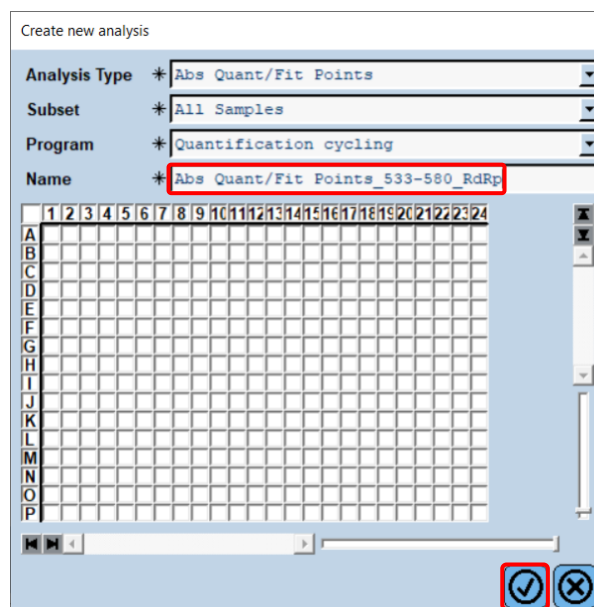 Create new analysis
Analysis Type * Abs Quant/Fit Points
Subset * All Samples
Program * Quantification cycling
Name * Abs Quant/Fit Points_533-580_RdRp
1 2 3 4 5 6 7 8 9 10 11 12 13 14 15 16 17 18 19 20 21 22 23 24
A
B
C
D
E
F
G
H
I
J
K
L
M
N
O
P